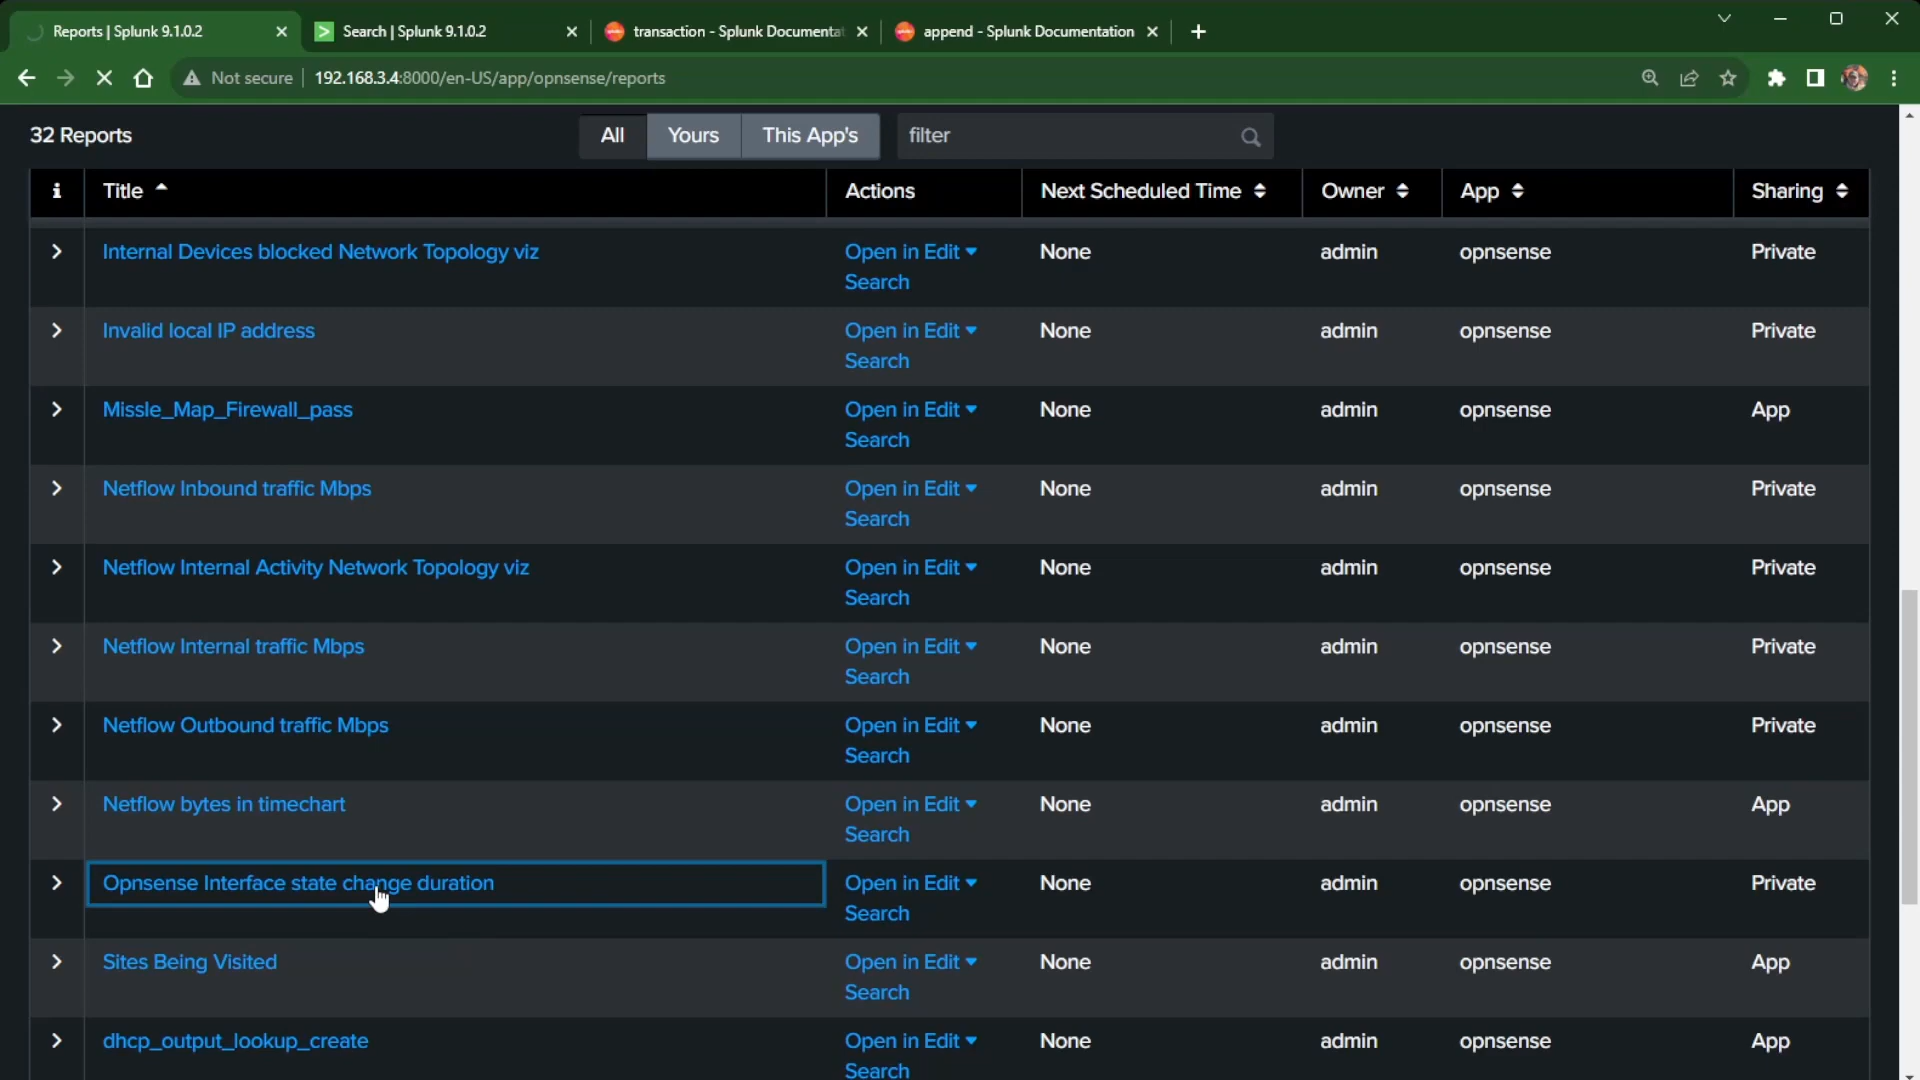 Reports | Splunk 9.1.0.2
Search | Splunk 9.1.0.2
transaction - Splunk Documentat
append - Splunk Documentation
Not secure
192.168.3.4:8000/en-US/app/opnsense/reports
32 Reports
All
Yours
This App's
filter
i Title Actions Next Scheduled Time Owner App Sharing
Internal Devices blocked Network Topology viz Open in Edit None admin opnsense Private
Search
Invalid local IP address Open in Edit None admin opnsense Private
Search
Missle_Map_Firewall_pass Open in Edit None admin opnsense App
Search
Netflow Inbound traffic Mbps Open in Edit None admin opnsense Private
Search
Netflow Internal Activity Network Topology viz Open in Edit None admin opnsense Private
Search
Netflow Internal traffic Mbps Open in Edit None admin opnsense Private
Search
Netflow Outbound traffic Mbps Open in Edit None admin opnsense Private
Search
Netflow bytes in timechart Open in Edit None admin opnsense App
Search
Opnsense Interface state change duration Open in Edit None admin opnsense Private
Search
Sites Being Visited Open in Edit None admin opnsense App
Search
dhcp_output_lookup_create Open in Edit None admin opnsense App
Search